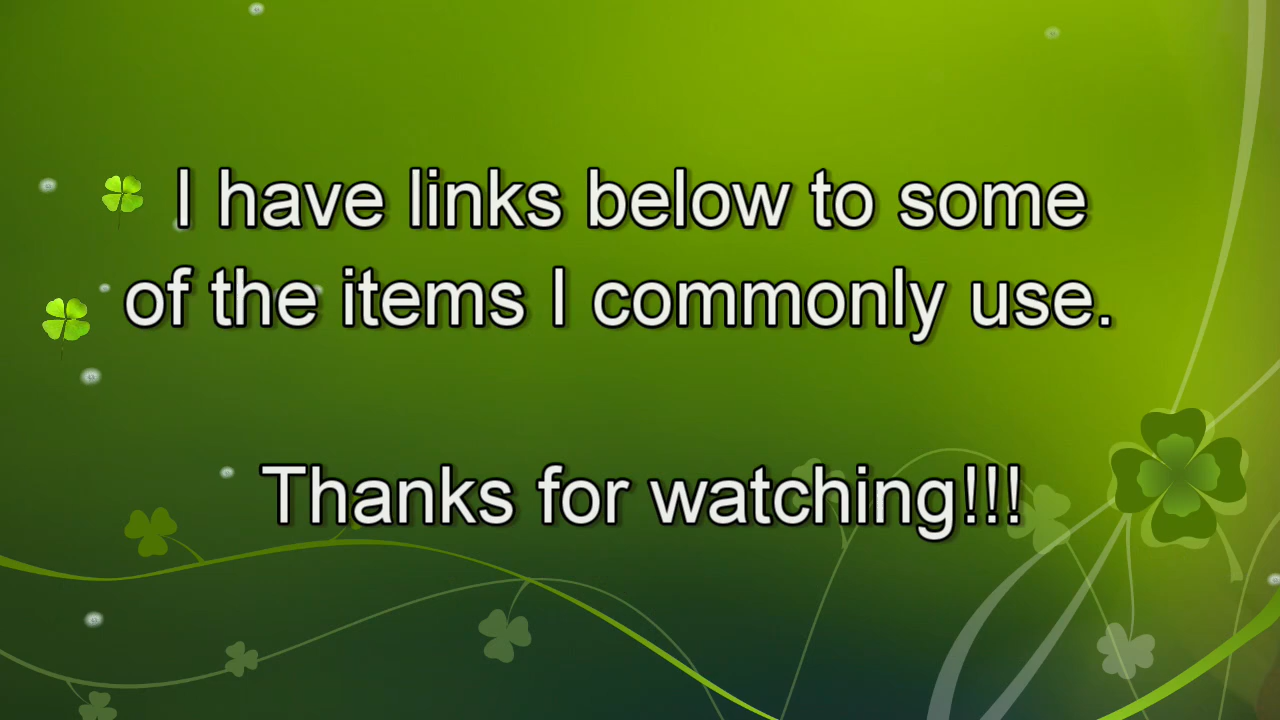 I have links below to some
of the items I commonly use.
Thanks for watching!!!